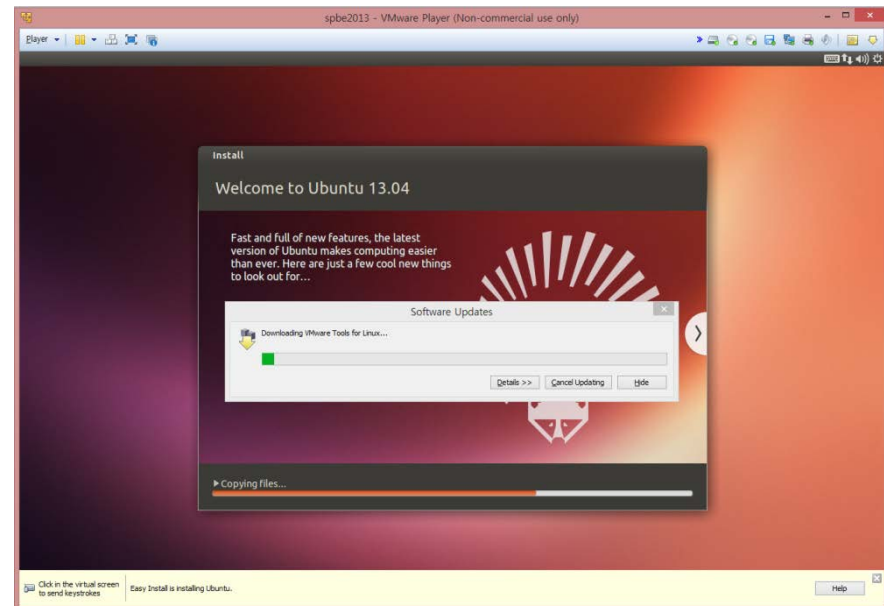 spbe2013 - VMware Player (Non-commercial use only)
Player
Install
Welcome to Ubuntu 13.04
Fast and full of new features, the latest
version of Ubuntu makes computing easier
than ever. Here are just a few cool new things
to look out for...
Software Updates
Downloading VMware Tools for Linux...
Details >> Cancel Updating Hide
Copying files...
Click in the virtual screen
to send keystrokes
Easy Install is installing Ubuntu.
Help